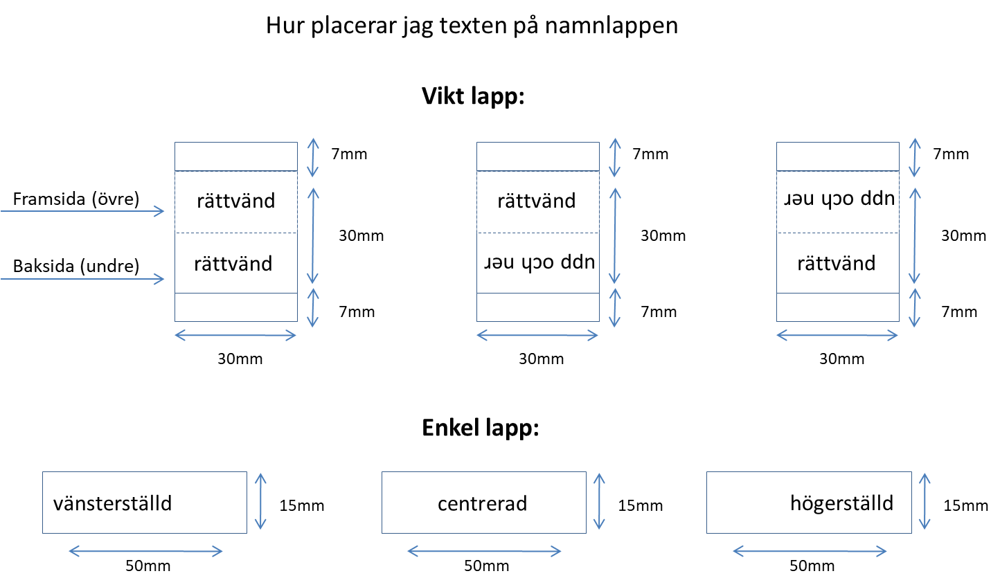 Hur placerar jag texten på namnlappen
Vikt lapp:
7mm 7mm 7mm
Framsida (övre) rättvänd rättvänd upp och ner
30mm 30mm 30mm
Baksida (undre) rättvänd upp och ner rättvänd
7mm 7mm 7mm
30mm 30mm 30mm
Enkel lapp:
vänsterställd 15mm centrerad 15mm högerställd 15mm
50mm 50mm 50mm